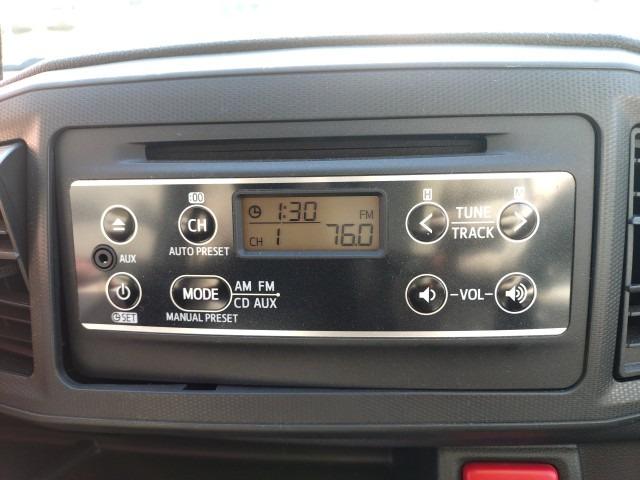 :00
CH
AUTO PRESET
AUX
SET
MODE
MANUAL PRESET
AM FM
CD AUX
1:30
FM
CH 1 76.0
H
M
TUNE
TRACK
-VOL-